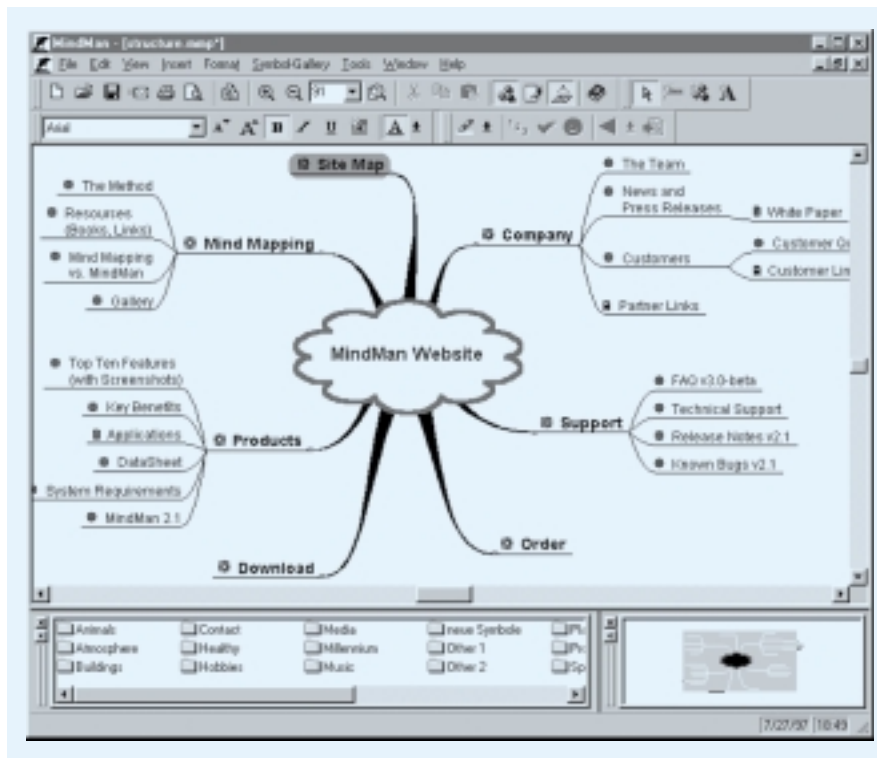 MindMan - [structure.mmp*]
File Edit View Insert Format Symbol-Gallery Tools Window Help
91
Arial
Site Map
The Method
Resources
(Books, Links)
Mind Mapping
vs. MindMan
Gallery
Mind Mapping
The Team
News and
Press Releases
White Paper
Company
Customers
Customer
Customer Lin
Partner Links
MindMan Website
Top Ten Features
(with Screenshots)
Key Benefits
Applications
DataSheet
System Requirements
MindMan 2.1
Products
FAQ v3.0-beta
Technical Support
Release Notes v2.1
Known Bugs v2.1
Support
Order
Download
Animals Contact Media neue Symbole
Atmosphere Healthy Millennium Other 1
Buildings Hobbies Music Other 2 Sp
7/27/97 18:49